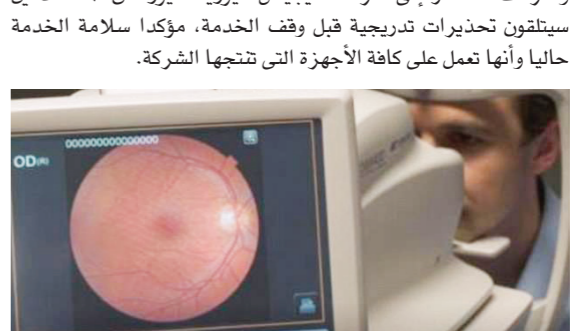 سيتلقون تحذيرات تدريجية قبل وقف الخدمة، مؤكدا سلامة الخدمة
حاليا وأنها تعمل على كافة الأجهزة التى تنتجها الشركة.
OD(R)
00000000000000